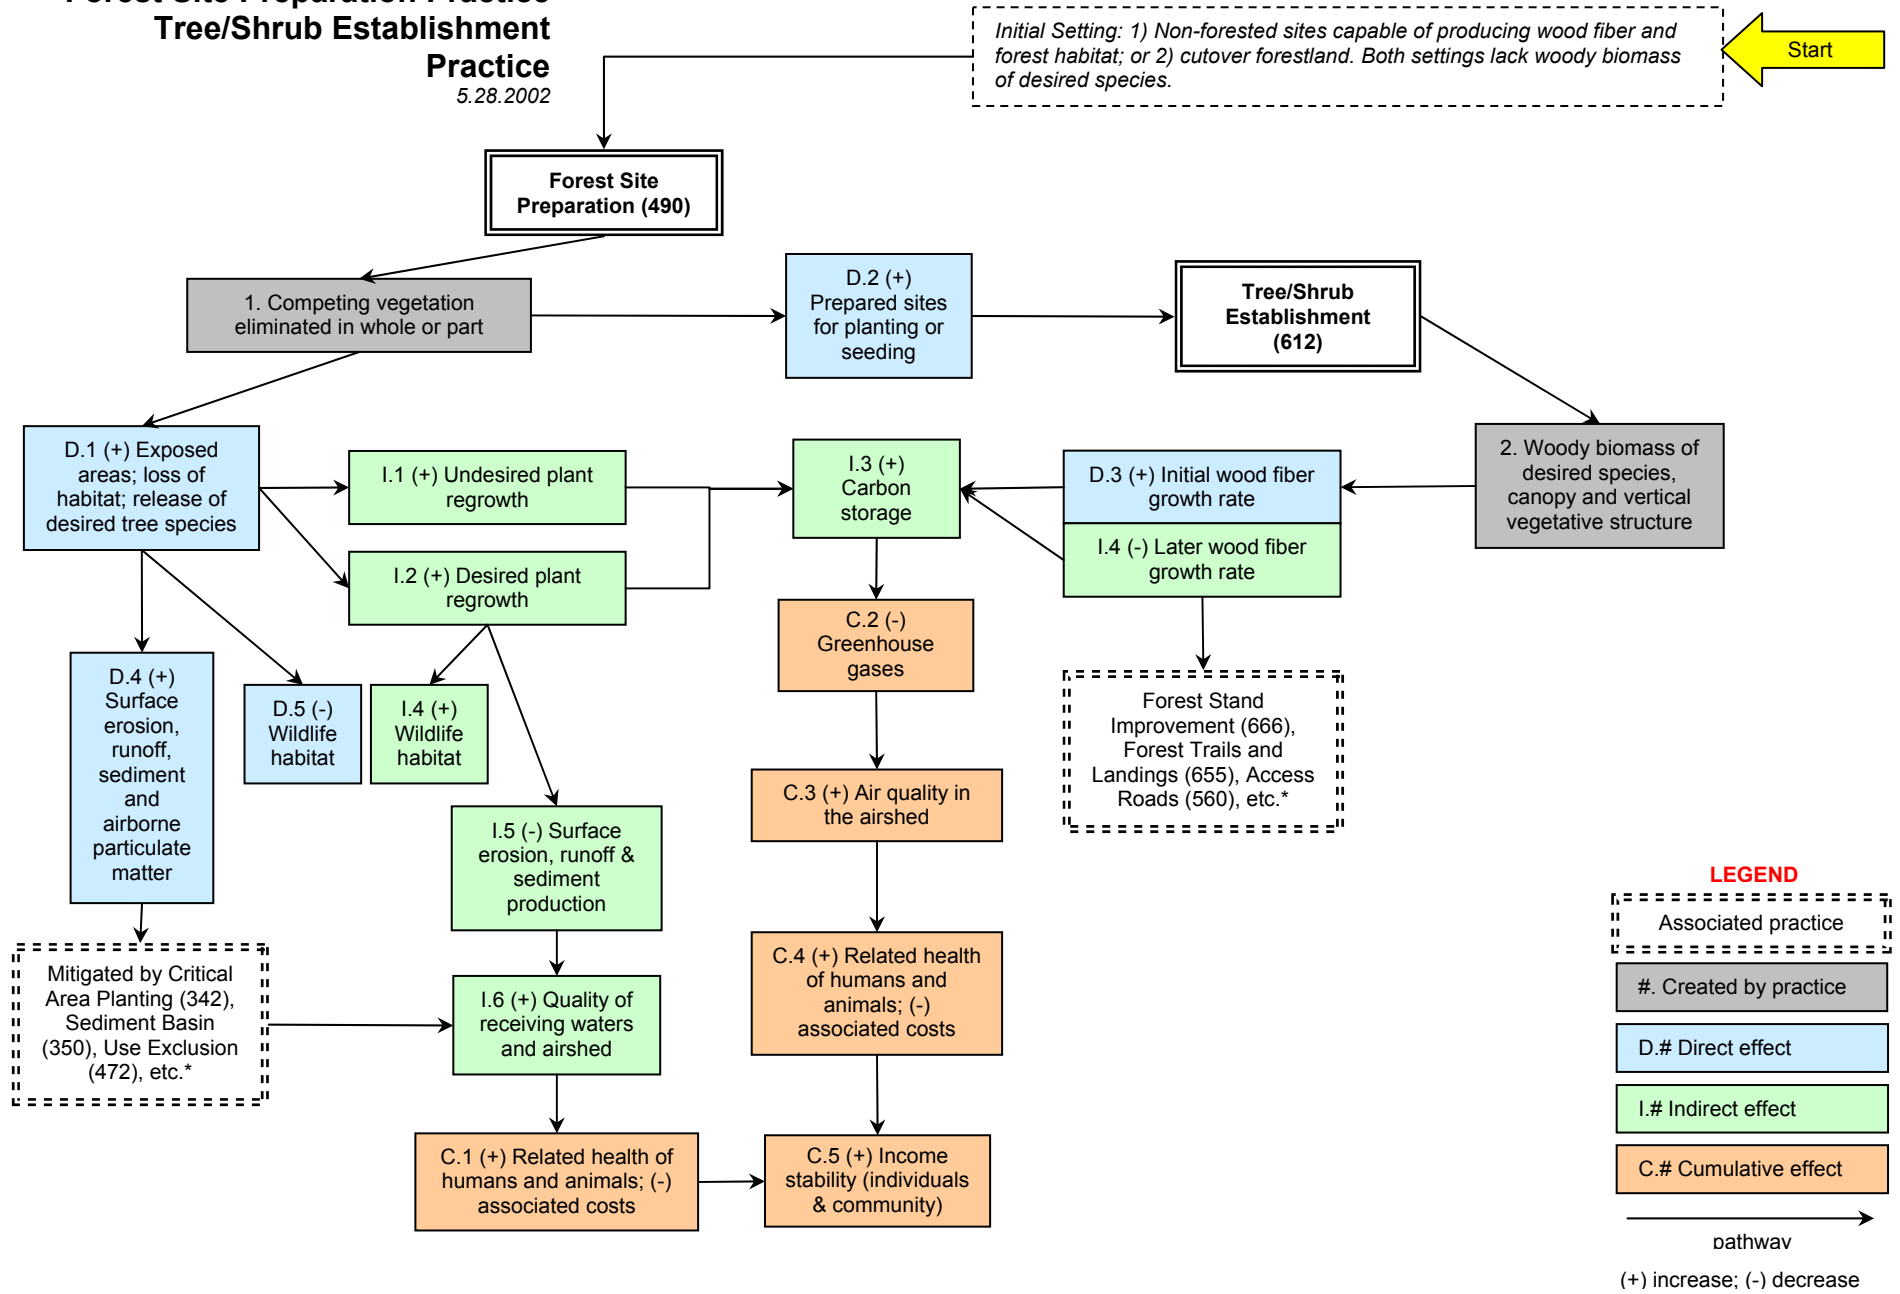 Forest Site Preparation Practice
Tree/Shrub Establishment
Practice
5.28.2002
Initial Setting: 1) Non-forested sites capable of producing wood fiber and
forest habitat; or 2) cutover forestland. Both settings lack woody biomass
of desired species.
Start
Forest Site
Preparation (490)
1. Competing vegetation
eliminated in whole or part
D.2 (+)
Prepared sites
for planting or
seeding
Tree/Shrub
Establishment
(612)
D.1 (+) Exposed
areas; loss of
habitat; release of
desired tree species
I.1 (+) Undesired plant
regrowth
I.2 (+) Desired plant
regrowth
I.3 (+)
Carbon
storage
D.3 (+) Initial wood fiber
growth rate
I.4 (-) Later wood fiber
growth rate
2. Woody biomass of
desired species,
canopy and vertical
vegetative structure
D.4 (+)
Surface
erosion,
runoff,
sediment
and
airborne
particulate
matter
D.5 (-)
Wildlife
habitat
I.4 (+)
Wildlife
habitat
C.2 (-)
Greenhouse
gases
Forest Stand
Improvement (666),
Forest Trails and
Landings (655), Access
Roads (560), etc.*
C.3 (+) Air quality in
the airshed
I.5 (-) Surface
erosion, runoff &
sediment
production
Mitigated by Critical
Area Planting (342),
Sediment Basin
(350), Use Exclusion
(472), etc.*
I.6 (+) Quality of
receiving waters
and airshed
C.4 (+) Related health
of humans and
animals; (-)
associated costs
C.1 (+) Related health of
humans and animals; (-)
associated costs
C.5 (+) Income
stability (individuals
& community)
LEGEND
Associated practice
#. Created by practice
D.# Direct effect
I.# Indirect effect
C.# Cumulative effect
pathway
(+) increase; (-) decrease